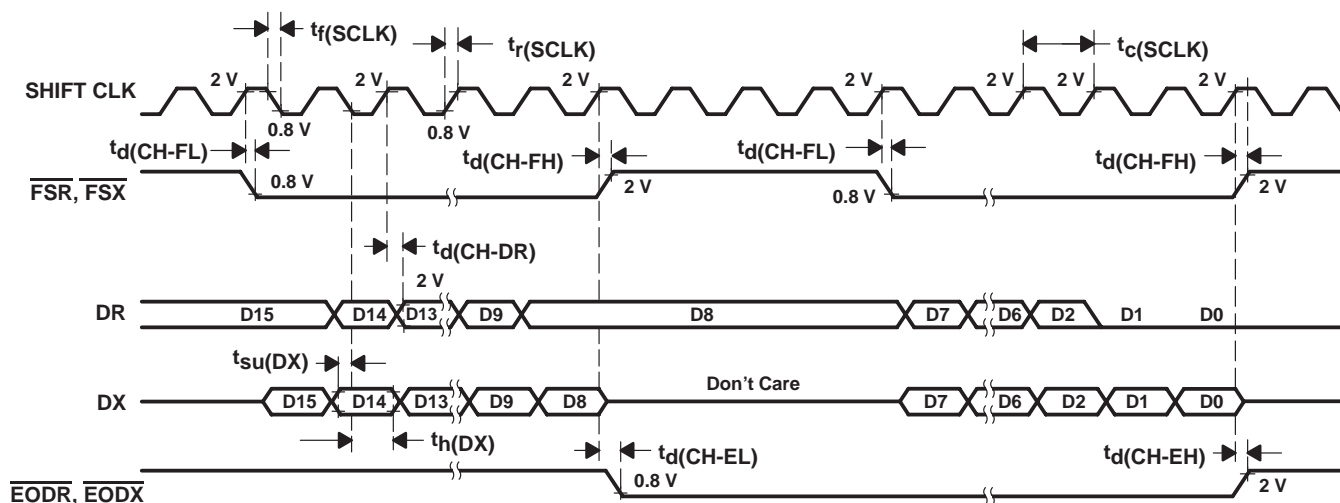 tf(SCLK)
tr(SCLK)
tc(SCLK)
SHIFT CLK
2 V
2 V
2 V
2 V
2 V
2 V
2 V
2 V
0.8 V
0.8 V
td(CH-FL)
td(CH-FH)
td(CH-FL)
td(CH-FH)
FSR, FSX
0.8 V
2 V
0.8 V
2 V
td(CH-DR)
2 V
DR
D15
D14
D13
D9
D8
D7
D6
D2
D1
D0
tsu(DX)
Don't Care
DX
D15
D14
D13
D9
D8
D7
D6
D2
D1
D0
th(DX)
td(CH-EL)
td(CH-EH)
EODR, EODX
0.8 V
2 V